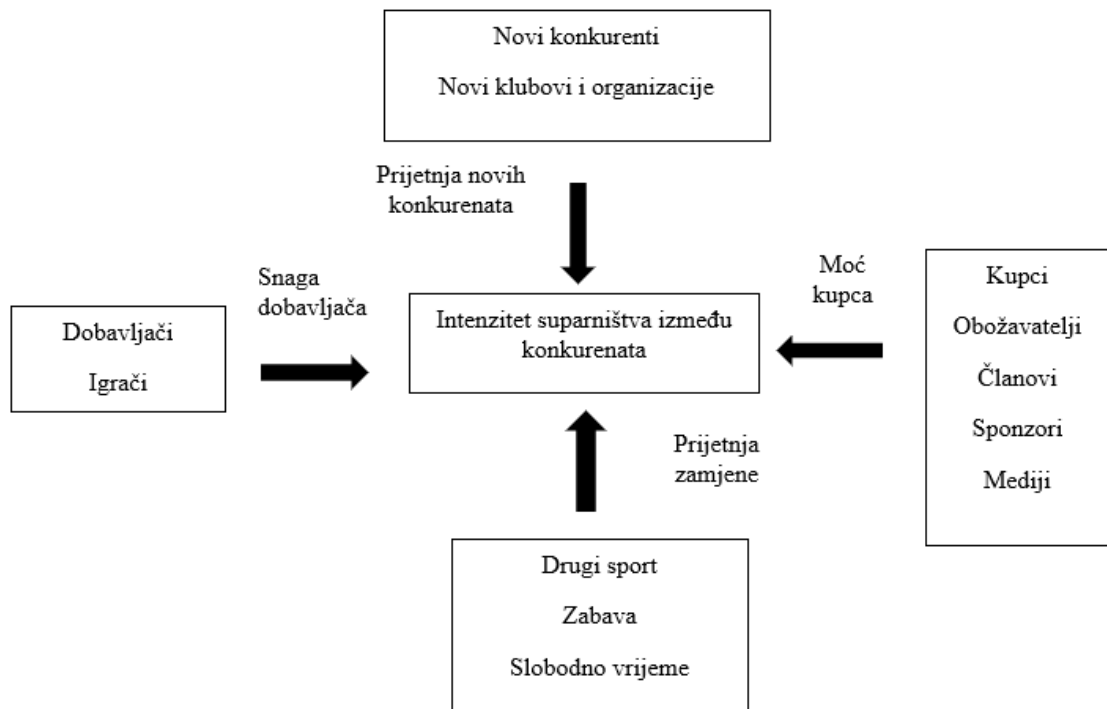 Novi konkurenti
Novi klubovi i organizacije
Prijetnja novih
konkurenata
Snaga
dobavljača
Moć
kupca
Dobavljači
Igrači
Intenzitet suparništva između
konkurenata
Kupci
Obožavatelji
Članovi
Sponzori
Mediji
Prijetnja
zamjene
Drugi sport
Zabava
Slobodno vrijeme